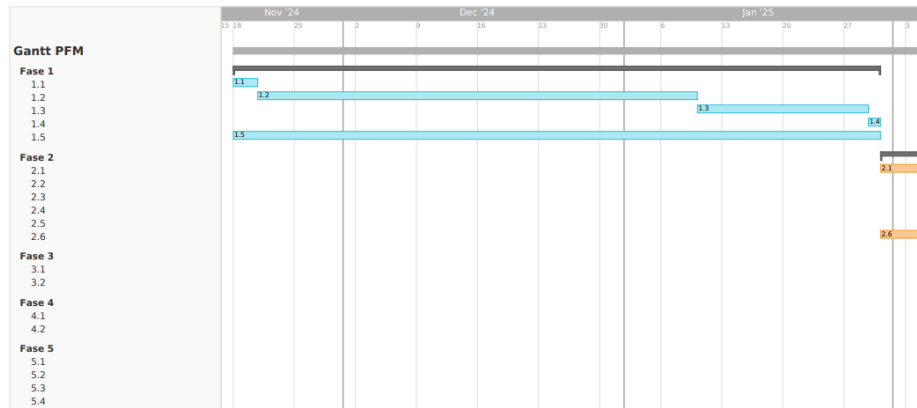 Nov '24 Dec '24 Jan '25
15 18 25 2 9 16 23 30 6 13 20 27 3
Gantt PFM
Fase 1
1.1 1.1
1.2 1.2
1.3 1.3
1.4 1.4
1.5 1.5
Fase 2
2.1 2.1
2.2
2.3
2.4
2.5
2.6 2.6
Fase 3
3.1
3.2
Fase 4
4.1
4.2
Fase 5
5.1
5.2
5.3
5.4